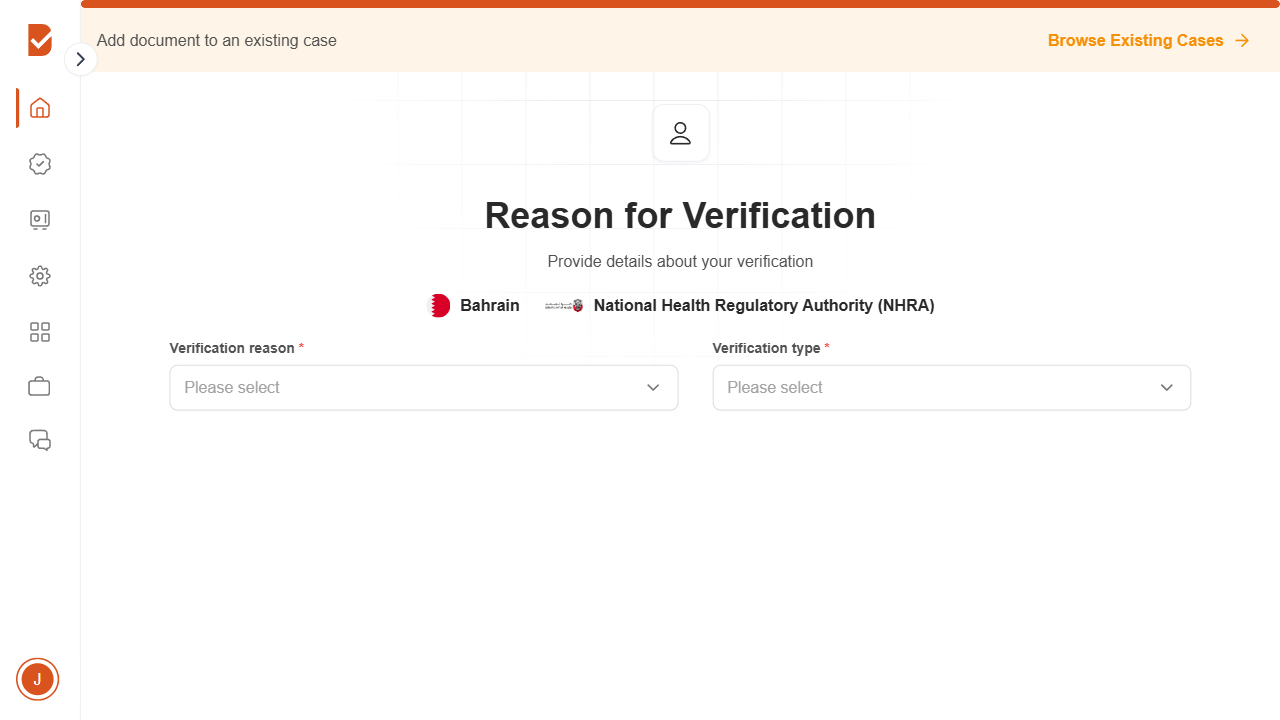 Add document to an existing case
Browse Existing Cases
Reason for Verification
Provide details about your verification
Bahrain
National Health Regulatory Authority (NHRA)
Verification reason *
Verification type *
Please select
Please select
J